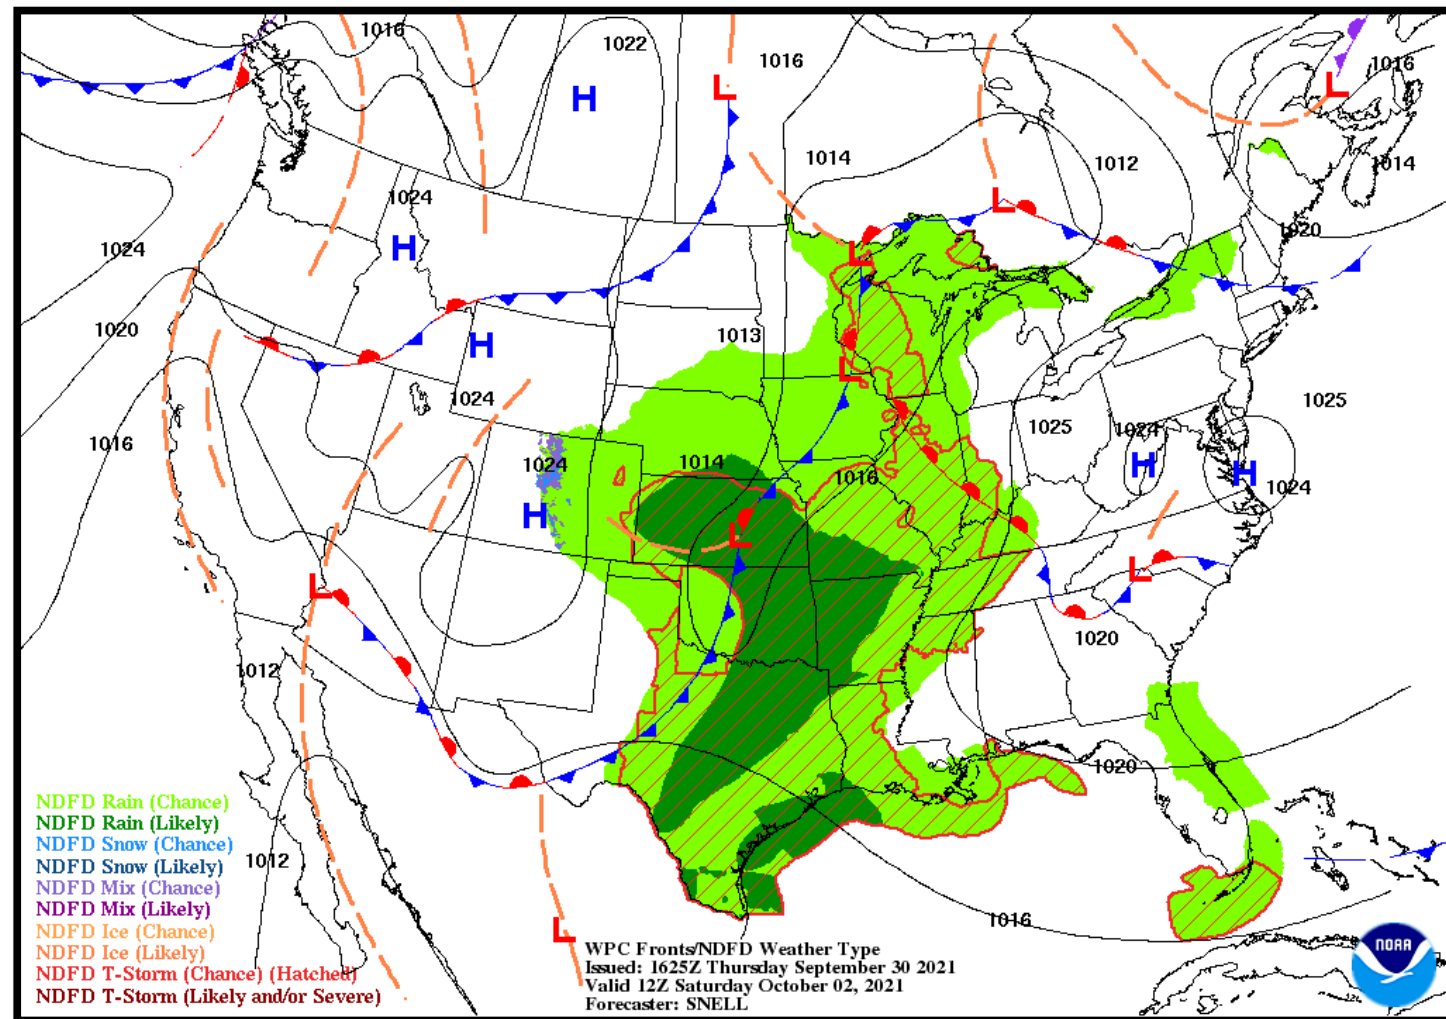 1016
1022
1016
1016
1014
1012
1014
1024
1020
1024
1020
1013
1024
1016
1025
1025
1024
1024
1014
1016
1024
1012
1020
1020
1012
1016
H
H
H
H
H
H
L
L
L
L
L
L
L
L
L
NDFD Rain (Chance)
NDFD Rain (Likely)
NDFD Snow (Chance)
NDFD Snow (Likely)
NDFD Mix (Chance)
NDFD Mix (Likely)
NDFD Ice (Chance)
NDFD Ice (Likely)
NDFD T-Storm (Chance) (Hatched)
NDFD T-Storm (Likely and/or Severe)
WPC Fronts/NDFD Weather Type
Issued: 1625Z Thursday September 30 2021
Valid 12Z Saturday October 02, 2021
Forecaster: SNELL
NOAA